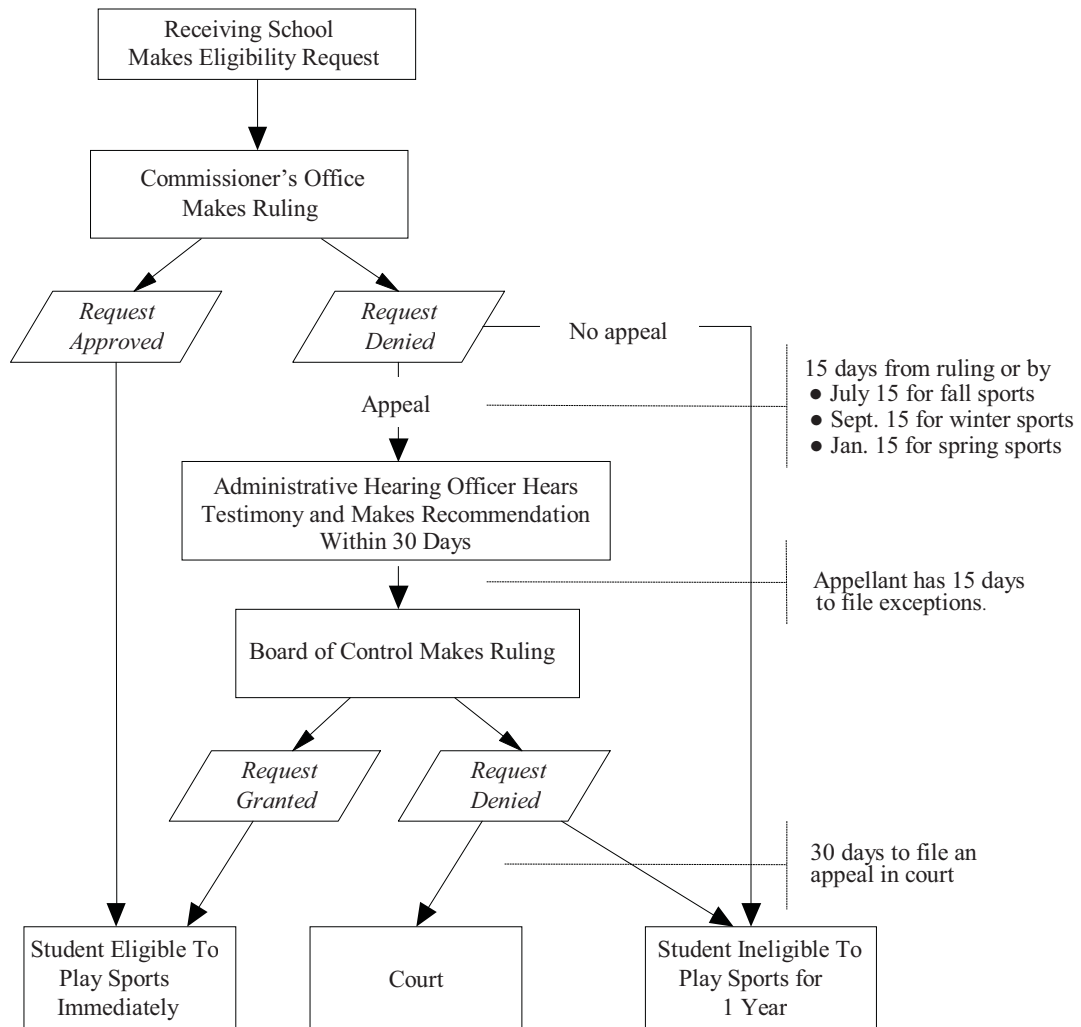 Receiving School
Makes Eligibility Request
Commissioner's Office
Makes Ruling
Request
Approved
Request
Denied
No appeal
15 days from ruling or by
● July 15 for fall sports
● Sept. 15 for winter sports
● Jan. 15 for spring sports
Appeal
Administrative Hearing Officer Hears
Testimony and Makes Recommendation
Within 30 Days
Appellant has 15 days
to file exceptions.
Board of Control Makes Ruling
Request
Granted
Request
Denied
30 days to file an
appeal in court
Student Eligible To
Play Sports
Immediately
Court
Student Ineligible To
Play Sports for
1 Year